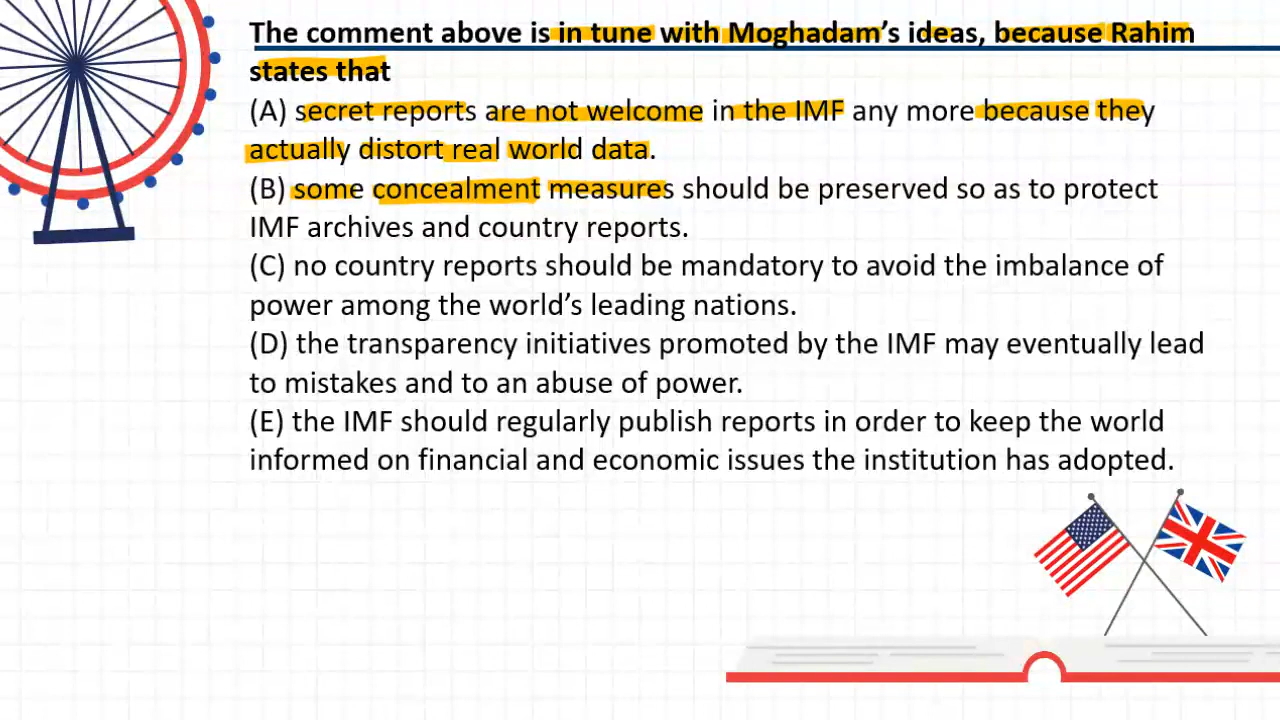 The comment above is in tune with Moghadam’s ideas, because Rahim
states that
(A) secret reports are not welcome in the IMF any more because they
actually distort real world data.
(B) some concealment measures should be preserved so as to protect
IMF archives and country reports.
(C) no country reports should be mandatory to avoid the imbalance of
power among the world’s leading nations.
(D) the transparency initiatives promoted by the IMF may eventually lead
to mistakes and to an abuse of power.
(E) the IMF should regularly publish reports in order to keep the world
informed on financial and economic issues the institution has adopted.